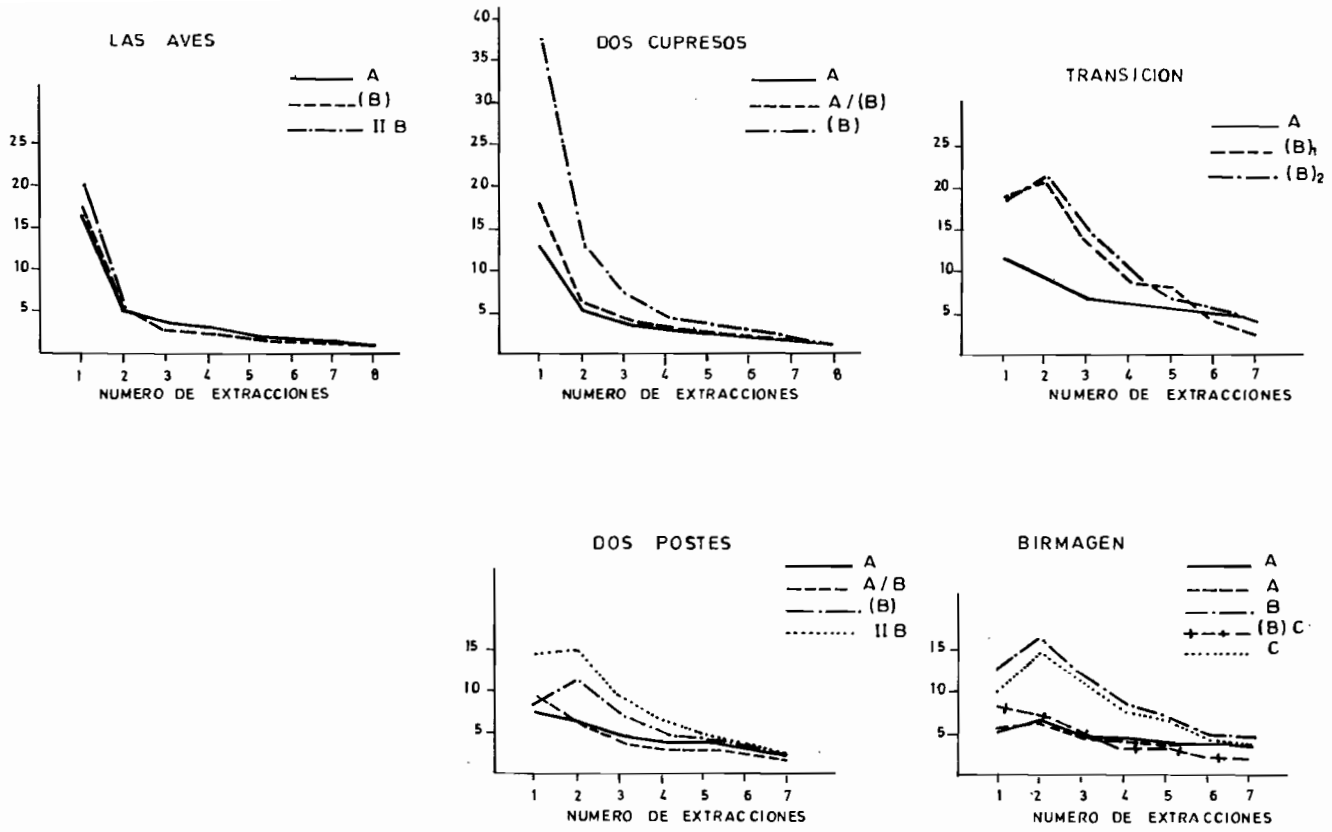 LAS AVES
A
(B)
II B
25
20
15
10
5
1 2 3 4 5 6 7 8
NUMERO DE EXTRACCIONES
DOS CUPRESOS
A
A/(B)
(B)
40
35
30
25
20
15
10
5
1 2 3 4 5 6 7 8
NUMERO DE EXTRACCIONES
TRANSICION
A
(B)1
(B)2
25
20
15
10
5
1 2 3 4 5 6 7
NUMERO DE EXTRACCIONES
DOS POSTES
A
A/B
(B)
II B
15
10
5
1 2 3 4 5 6 7
NUMERO DE EXTRACCIONES
BIRMAGEN
A
A
B
(B) C
C
15
10
5
1 2 3 4 5 6 7
NUMERO DE EXTRACCIONES